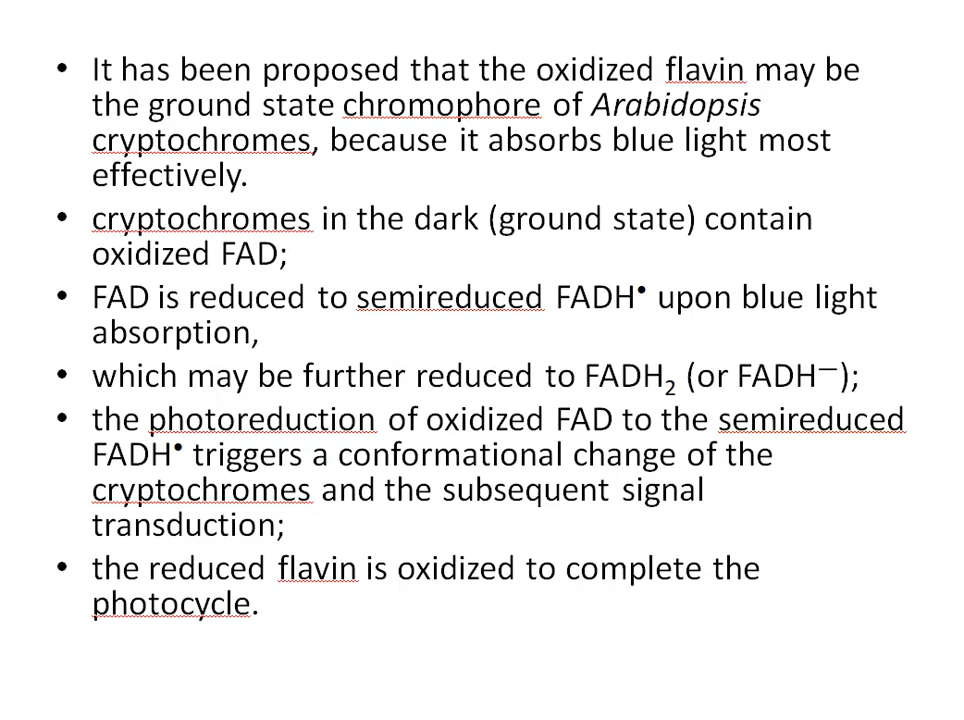 • It has been proposed that the oxidized flavin may be
the ground state chromophore of Arabidopsis
cryptochromes, because it absorbs blue light most
effectively.
• cryptochromes in the dark (ground state) contain
oxidized FAD;
• FAD is reduced to semireduced FADH• upon blue light
absorption,
• which may be further reduced to FADH₂ (or FADH—);
• the photoreduction of oxidized FAD to the semireduced
FADH• triggers a conformational change of the
cryptochromes and the subsequent signal
transduction;
• the reduced flavin is oxidized to complete the
photocycle.